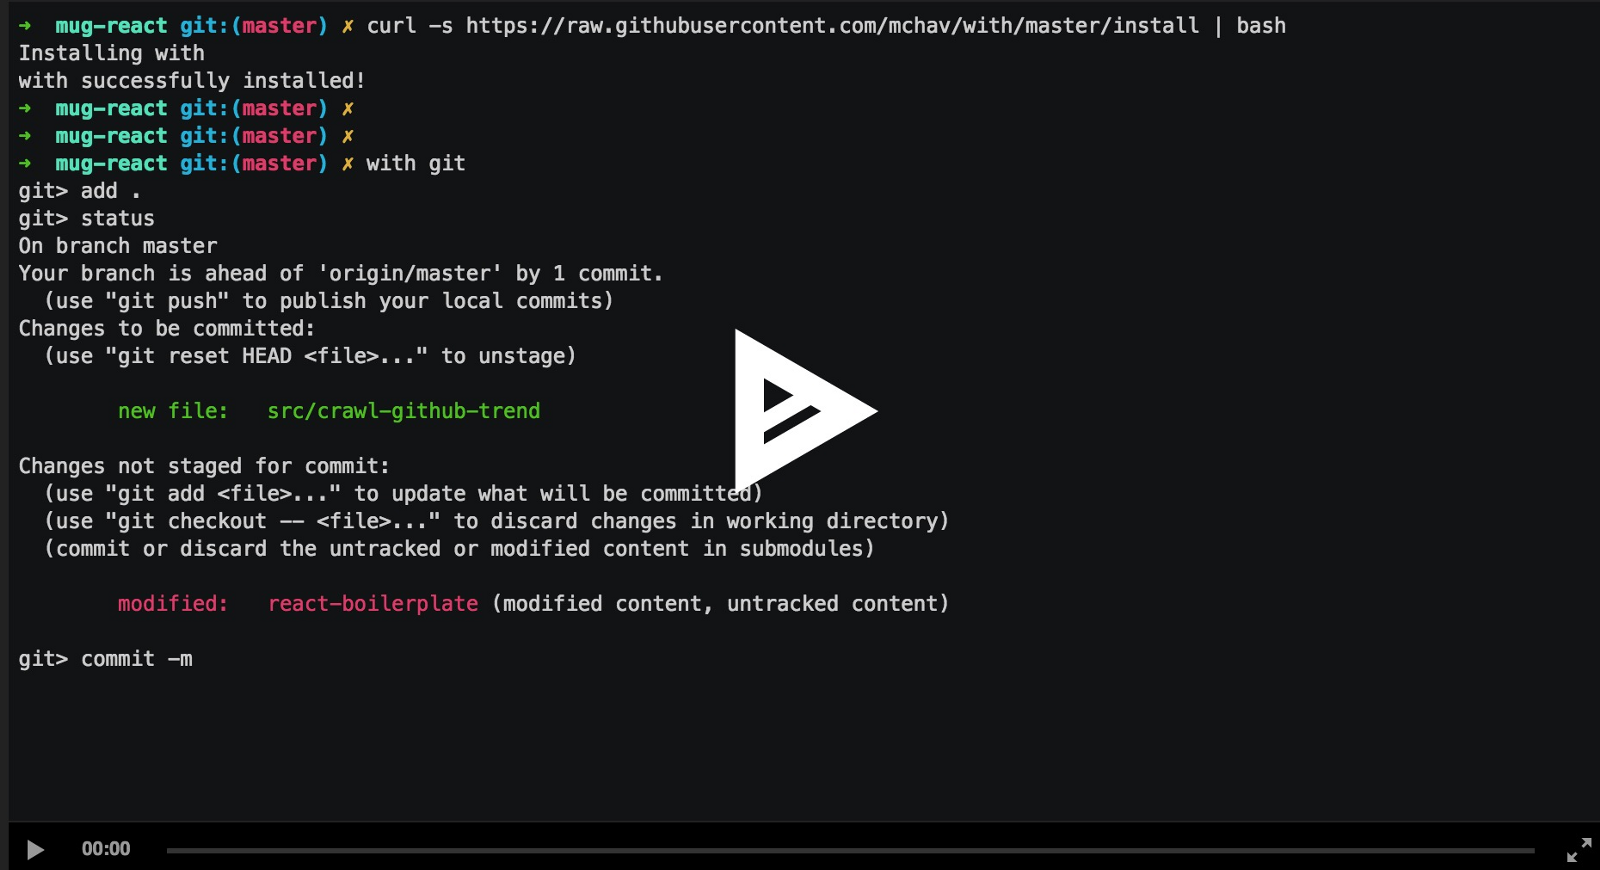 ➜  mug-react git:(master) ✗ curl -s https://raw.githubusercontent.com/mchav/with/master/install | bash
Installing with
with successfully installed!
➜  mug-react git:(master) ✗
➜  mug-react git:(master) ✗
➜  mug-react git:(master) ✗ with git
git> add .
git> status
On branch master
Your branch is ahead of 'origin/master' by 1 commit.
  (use "git push" to publish your local commits)
Changes to be committed:
  (use "git reset HEAD <file>..." to unstage)
        new file:   src/crawl-github-trend
Changes not staged for commit:
  (use "git add <file>..." to update what will be committed)
  (use "git checkout -- <file>..." to discard changes in working directory)
  (commit or discard the untracked or modified content in submodules)
        modified:   react-boilerplate (modified content, untracked content)
git> commit -m
00:00